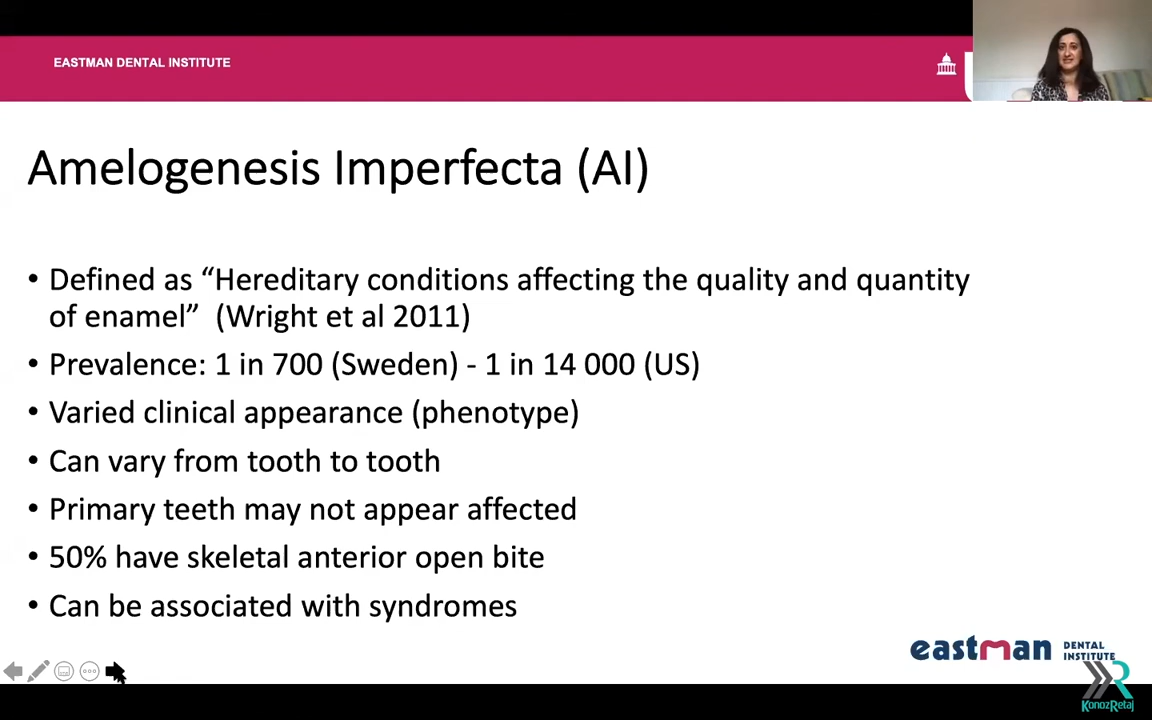 EASTMAN DENTAL INSTITUTE
Amelogenesis Imperfecta (AI)
• Defined as “Hereditary conditions affecting the quality and quantity
of enamel” (Wright et al 2011)
• Prevalence: 1 in 700 (Sweden) - 1 in 14 000 (US)
• Varied clinical appearance (phenotype)
• Can vary from tooth to tooth
• Primary teeth may not appear affected
• 50% have skeletal anterior open bite
• Can be associated with syndromes
eastman DENTAL
INSTITUTE
KonozRetaj